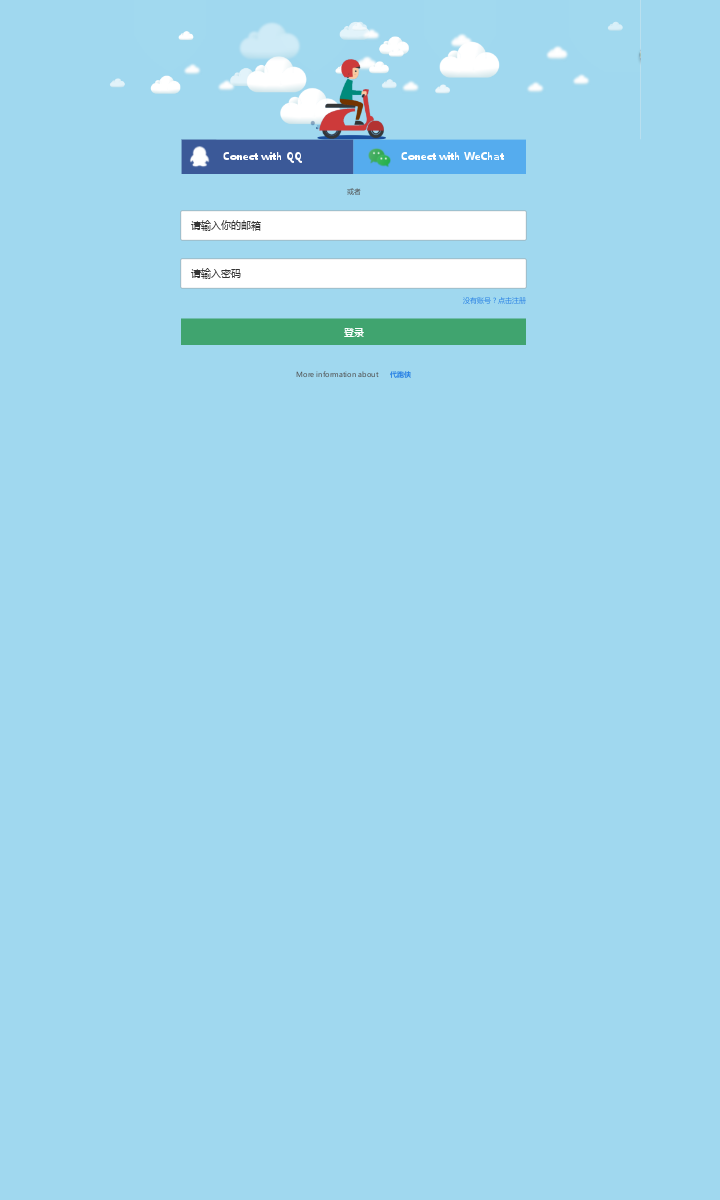 Conect with QQ
Conect with WeChat
或者
请输入你的邮箱
请输入密码
没有账号？点击注册
登录
More information about 代跑侠